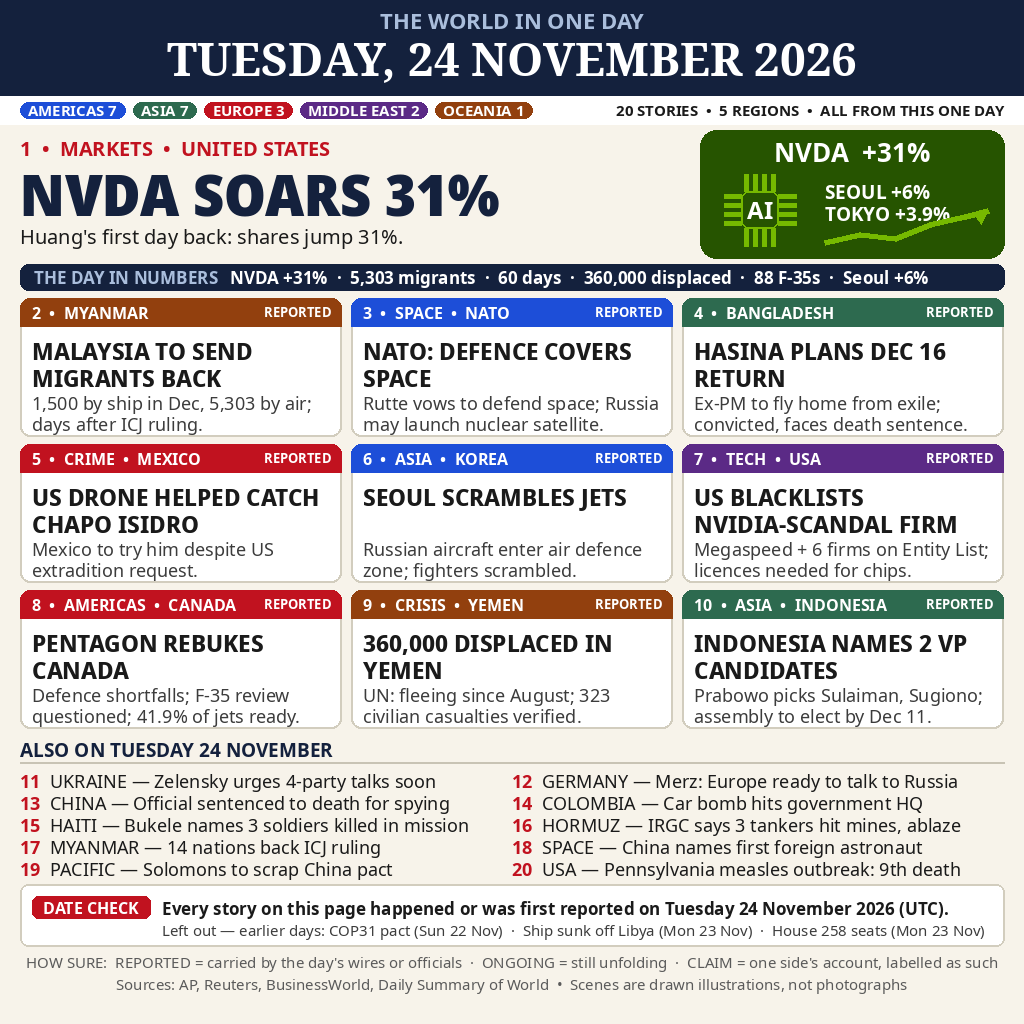 THE WORLD IN ONE DAY
TUESDAY, 24 NOVEMBER 2026
AMERICAS 7 ASIA 7 EUROPE 3 MIDDLE EAST 2 OCEANIA 1
20 STORIES • 5 REGIONS • ALL FROM THIS ONE DAY
1 • MARKETS • UNITED STATES
NVDA SOARS 31%
Huang's first day back: shares jump 31%.
NVDA +31%
AI
SEOUL +6%
TOKYO +3.9%
THE DAY IN NUMBERS NVDA +31% · 5,303 migrants · 60 days · 360,000 displaced · 88 F-35s · Seoul +6%
2 • MYANMAR REPORTED
MALAYSIA TO SEND
MIGRANTS BACK
1,500 by ship in Dec, 5,303 by air;
days after ICJ ruling.
3 • SPACE • NATO REPORTED
NATO: DEFENCE COVERS
SPACE
Rutte vows to defend space; Russia
may launch nuclear satellite.
4 • BANGLADESH REPORTED
HASINA PLANS DEC 16
RETURN
Ex-PM to fly home from exile;
convicted, faces death sentence.
5 • CRIME • MEXICO REPORTED
US DRONE HELPED CATCH
CHAPO ISIDRO
Mexico to try him despite US
extradition request.
6 • ASIA • KOREA REPORTED
SEOUL SCRAMBLES JETS
Russian aircraft enter air defence
zone; fighters scrambled.
7 • TECH • USA REPORTED
US BLACKLISTS
NVIDIA-SCANDAL FIRM
Megaspeed + 6 firms on Entity List;
licences needed for chips.
8 • AMERICAS • CANADA REPORTED
PENTAGON REBUKES
CANADA
Defence shortfalls; F-35 review
questioned; 41.9% of jets ready.
9 • CRISIS • YEMEN REPORTED
360,000 DISPLACED IN
YEMEN
UN: fleeing since August; 323
civilian casualties verified.
10 • ASIA • INDONESIA REPORTED
INDONESIA NAMES 2 VP
CANDIDATES
Prabowo picks Sulaiman, Sugiono;
assembly to elect by Dec 11.
ALSO ON TUESDAY 24 NOVEMBER
11 UKRAINE — Zelensky urges 4-party talks soon
12 GERMANY — Merz: Europe ready to talk to Russia
13 CHINA — Official sentenced to death for spying
14 COLOMBIA — Car bomb hits government HQ
15 HAITI — Bukele names 3 soldiers killed in mission
16 HORMUZ — IRGC says 3 tankers hit mines, ablaze
17 MYANMAR — 14 nations back ICJ ruling
18 SPACE — China names first foreign astronaut
19 PACIFIC — Solomons to scrap China pact
20 USA — Pennsylvania measles outbreak: 9th death
DATE CHECK Every story on this page happened or was first reported on Tuesday 24 November 2026 (UTC).
Left out — earlier days: COP31 pact (Sun 22 Nov) · Ship sunk off Libya (Mon 23 Nov) · House 258 seats (Mon 23 Nov)
HOW SURE: REPORTED = carried by the day's wires or officials · ONGOING = still unfolding · CLAIM = one side's account, labelled as such
Sources: AP, Reuters, BusinessWorld, Daily Summary of World • Scenes are drawn illustrations, not photographs